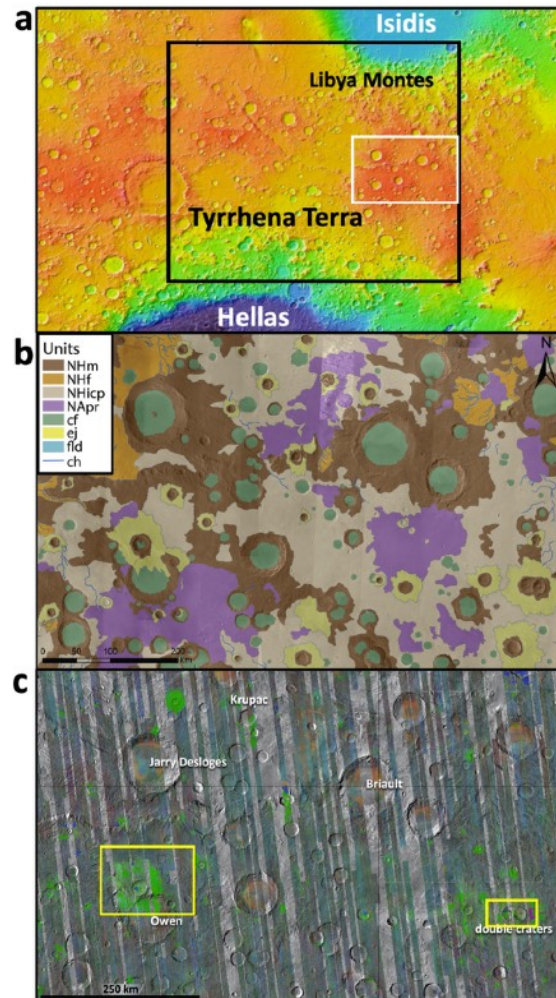 a
Isidis
Libya Montes
Tyrrhena Terra
Hellas
b
Units
NHm
NHf
NHicp
NApr
cf
ej
fld
ch
N
0 50 100 200
km
c
Krupac
Jarry Desloges
Briault
Owen
double craters
250 km